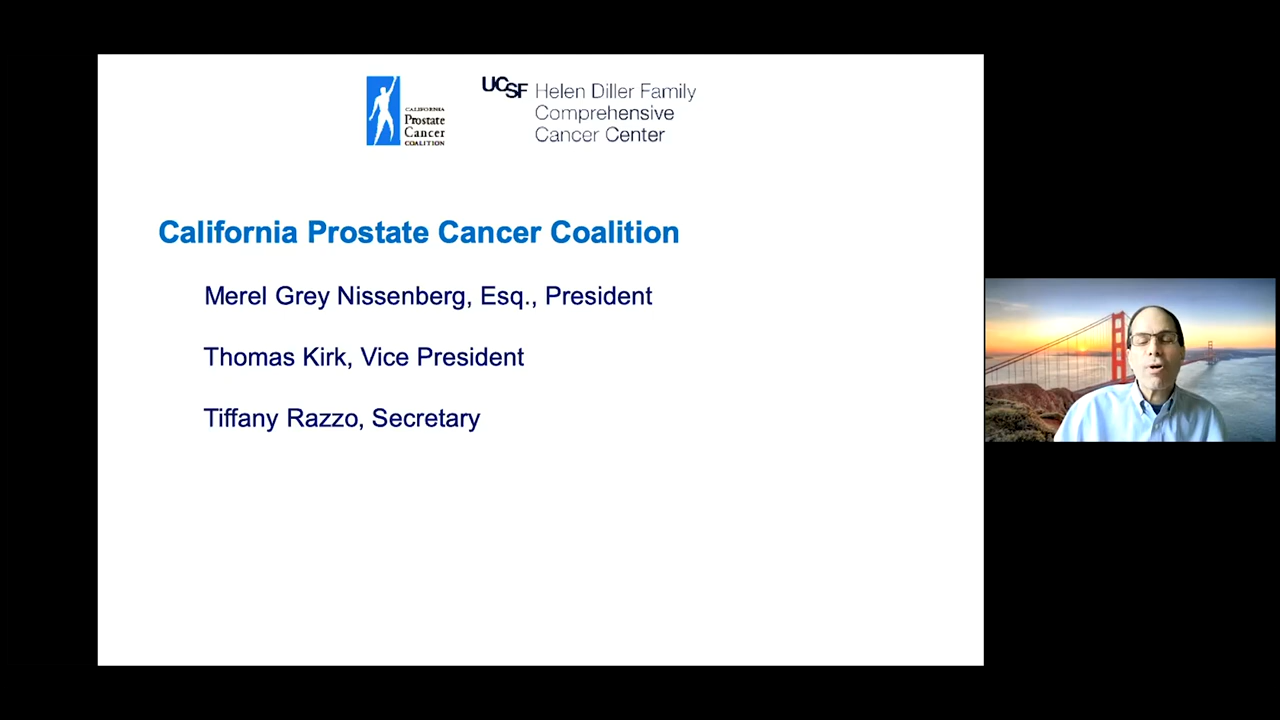 CALIFORNIA
Prostate
Cancer
COALITION
UCSF Helen Diller Family
Comprehensive
Cancer Center
California Prostate Cancer Coalition
Merel Grey Nissenberg, Esq., President
Thomas Kirk, Vice President
Tiffany Razzo, Secretary